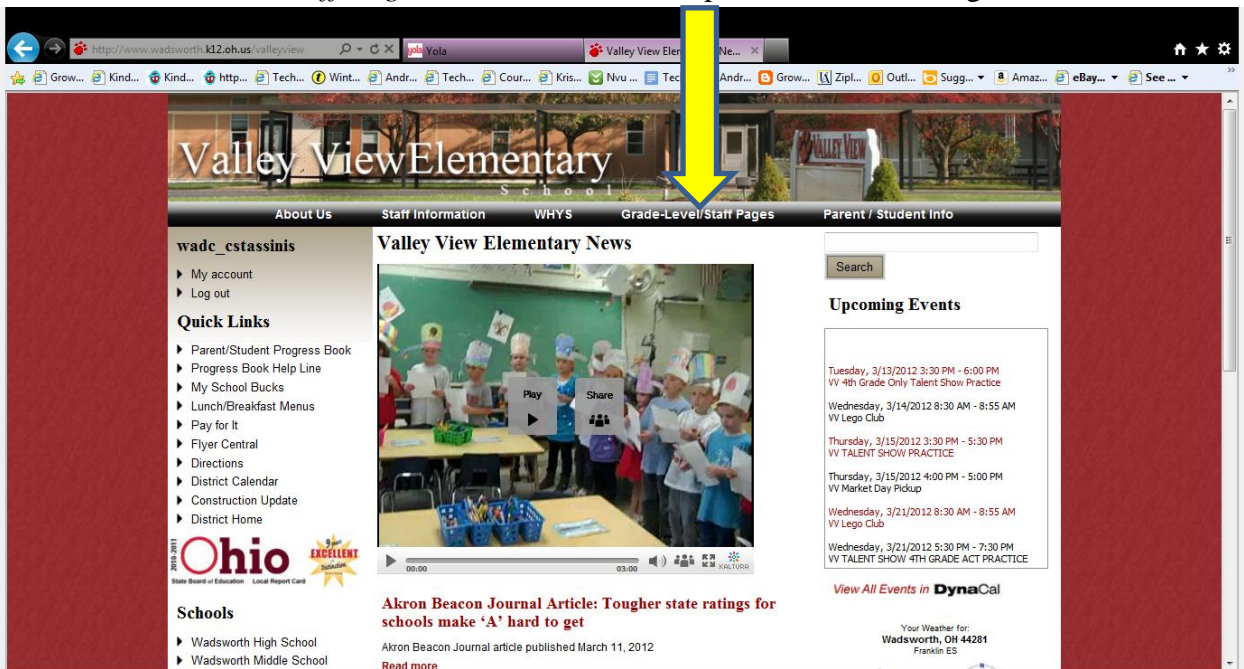 http://www.wadsworth.k12.oh.us/valleyview
yola Yola
Valley View Ele Ne...
Grow... Kind... Kind... http... Tech... Wint... Andr... Tech... Cour... Kris... Nvu ... Tec Andr... Grow... Zipl... Outl... Sugg... Amaz... eBay... See ...
Valley ViewElementary
School
VALLEY VIEW
About Us Staff Information WHYS Grade-Level/Staff Pages Parent / Student Info
wadc_cstassinis
My account
Log out
Quick Links
Parent/Student Progress Book
Progress Book Help Line
My School Bucks
Lunch/Breakfast Menus
Pay for It
Flyer Central
Directions
District Calendar
Construction Update
District Home
2010-2011
Ohio
9 years
EXCELLENT
Distinction
State Board of Education Local Report Card
Schools
Wadsworth High School
Wadsworth Middle School
Valley View Elementary News
Play Share
00:00 03:00 KALTURA
Akron Beacon Journal Article: Tougher state ratings for
schools make ‘A’ hard to get
Akron Beacon Journal article published March 11, 2012
Read more
Search
Upcoming Events
Tuesday, 3/13/2012 3:30 PM - 6:00 PM
VV 4th Grade Only Talent Show Practice
Wednesday, 3/14/2012 8:30 AM - 8:55 AM
VV Lego Club
Thursday, 3/15/2012 3:30 PM - 5:30 PM
VV TALENT SHOW PRACTICE
Thursday, 3/15/2012 4:00 PM - 5:00 PM
VV Market Day Pickup
Wednesday, 3/21/2012 8:30 AM - 8:55 AM
VV Lego Club
Wednesday, 3/21/2012 5:30 PM - 7:30 PM
VV TALENT SHOW 4TH GRADE ACT PRACTICE
View All Events in DynaCal
Your Weather for:
Wadsworth, OH 44281
Franklin ES